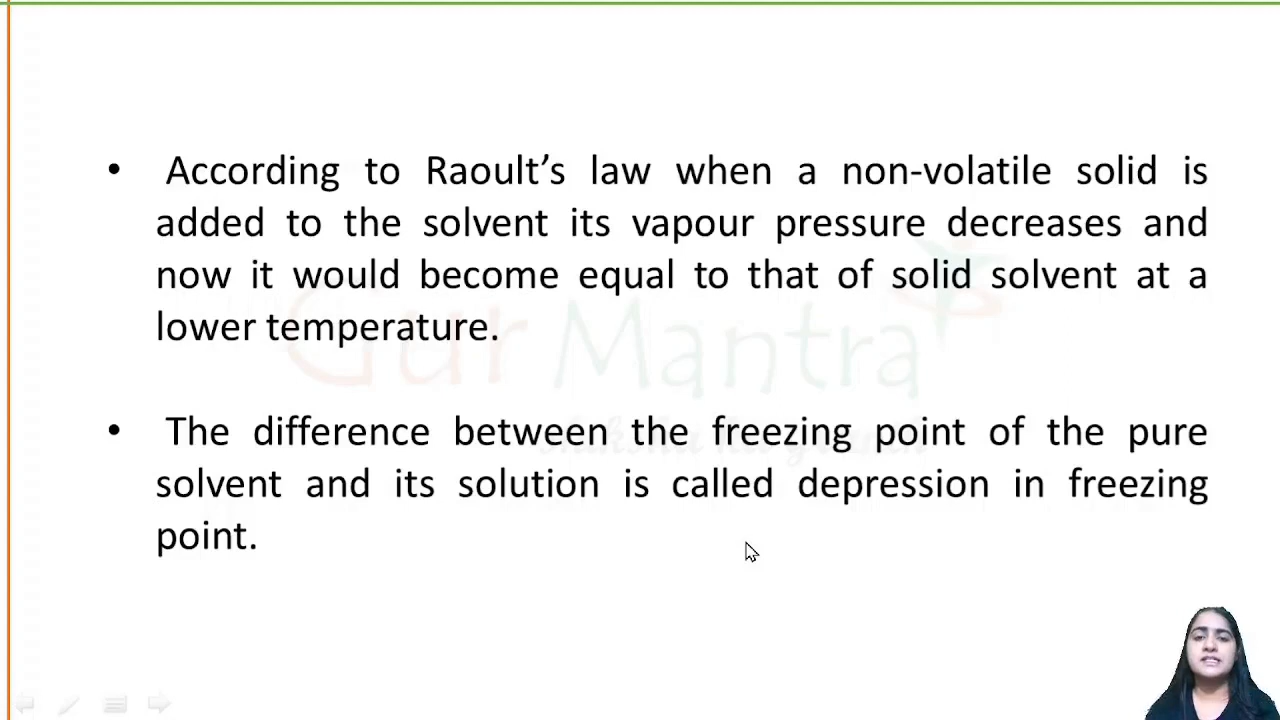 • According to Raoult’s law when a non-volatile solid is
added to the solvent its vapour pressure decreases and
now it would become equal to that of solid solvent at a
lower temperature.
• The difference between the freezing point of the pure
solvent and its solution is called depression in freezing
point.
Gur Mantra